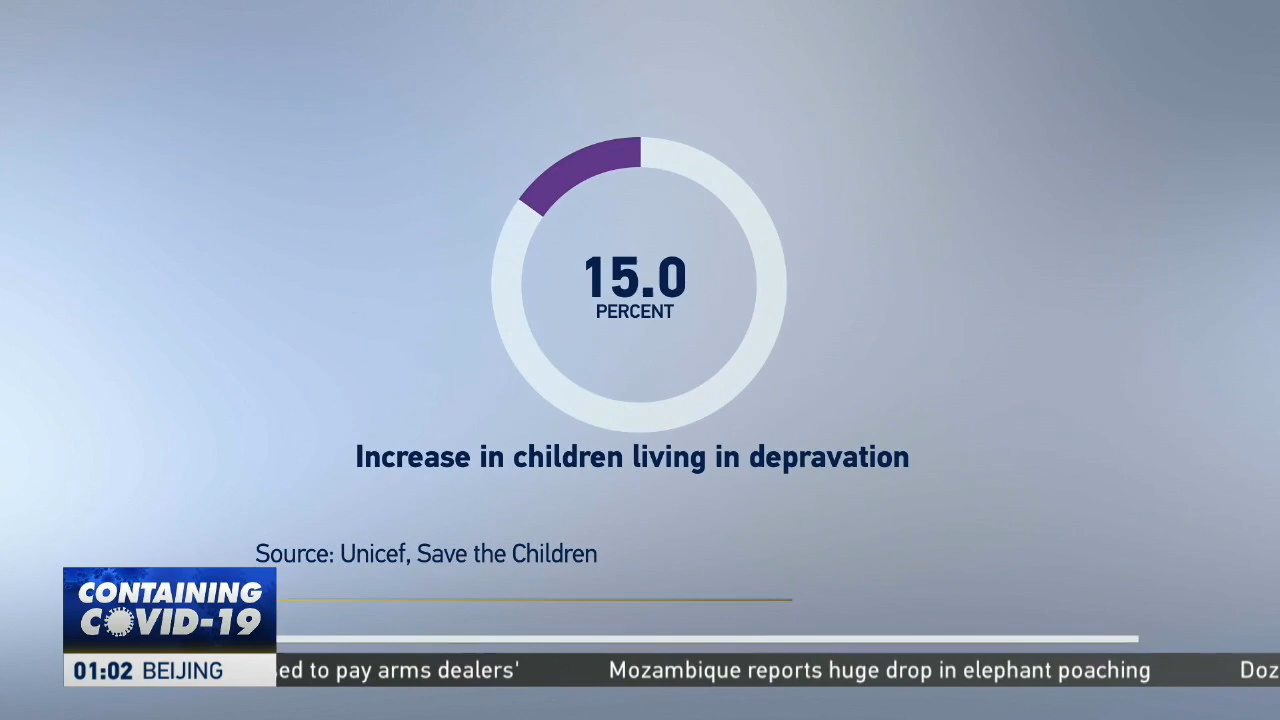 15.0
PERCENT
Increase in children living in depravation
Source: Unicef, Save the Children
CONTAINING
COVID-19
01:02 BEIJING
ed to pay arms dealers' Mozambique reports huge drop in elephant poaching Doz